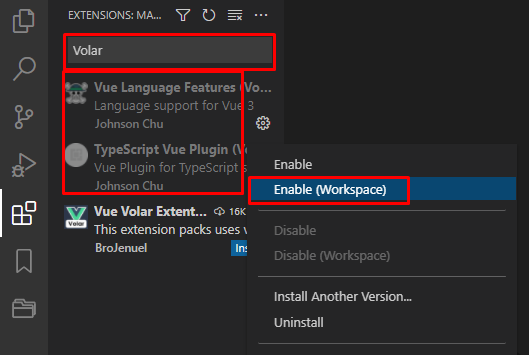 EXTENSIONS: MA...
Volar
Vue Language Features (Vo...
Language support for Vue 3
Johnson Chu
TypeScript Vue Plugin (V
Vue Plugin for TypeScript s
Johnson Chu
Vue Volar Extent... 16K
This extension packs uses v
BroJenuel Ins
Volar
Enable
Enable (Workspace)
Disable
Disable (Workspace)
Install Another Version...
Uninstall